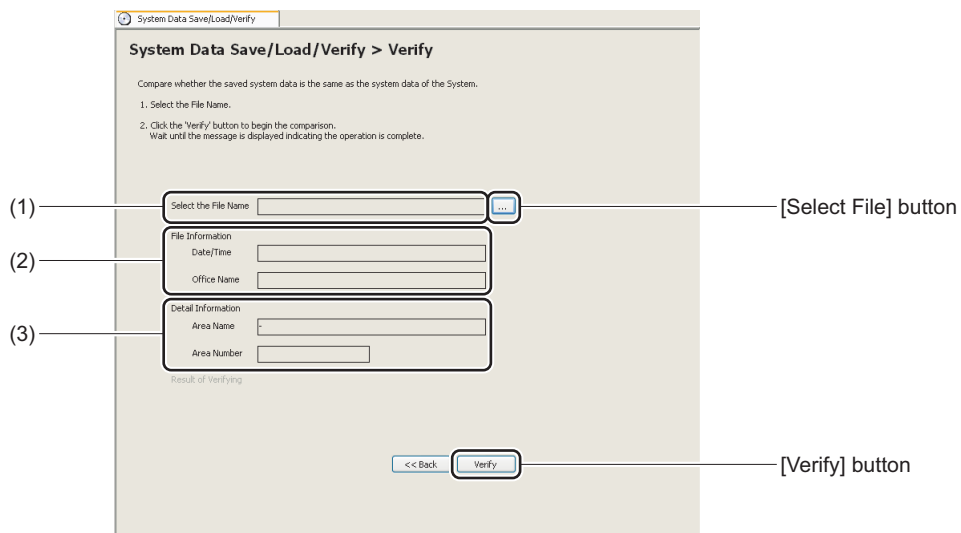 System Data Save/Load/Verify
System Data Save/Load/Verify > Verify
Compare whether the saved system data is the same as the system data of the System.
1. Select the File Name.
2. Click the 'Verify' button to begin the comparison.
Wait until the message is displayed indicating the operation is complete.
(1) Select the File Name ... [Select File] button
File Information
Date/Time
(2)
Office Name
Detail Information
Area Name -
(3)
Area Number
Result of Verifying
<< Back Verify [Verify] button